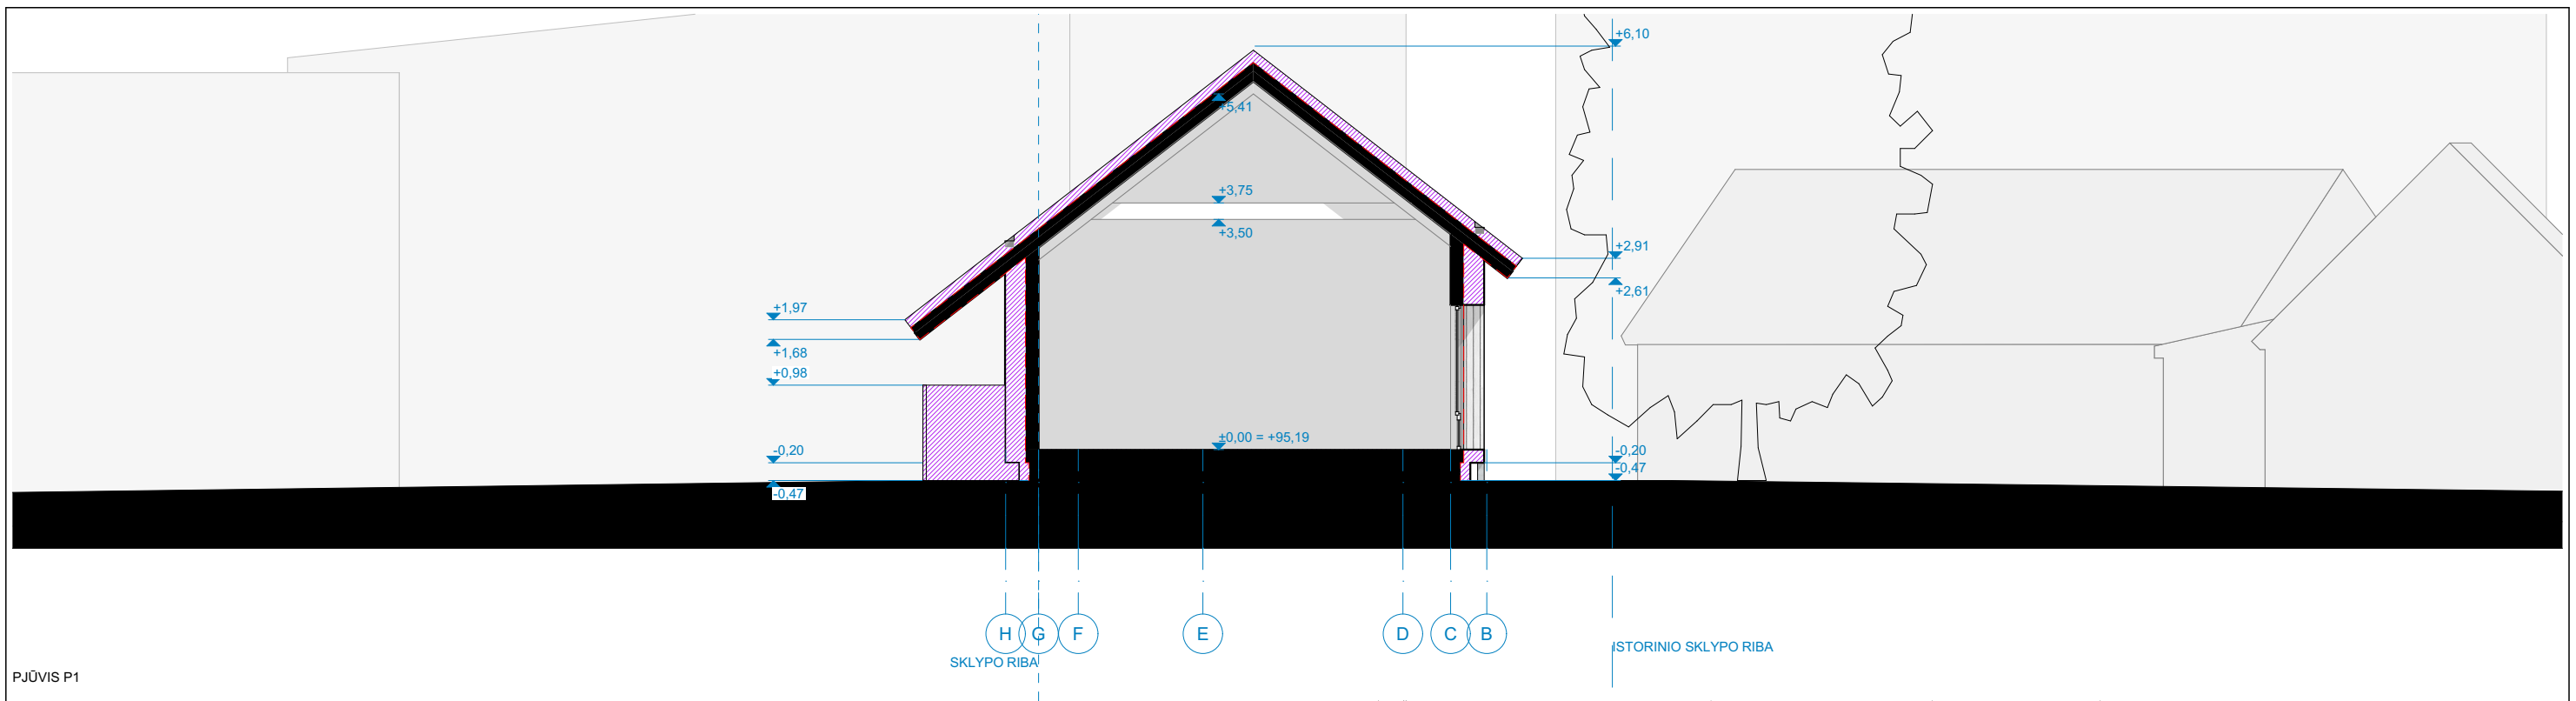 +6,10
+5,41
+3,75
+3,50
+2,91
+2,61
+1,97
+1,68
+0,98
±0,00 = +95,19
-0,20
-0,47
-0,20
-0,47
H G F E D C B
SKLYPO RIBA
ISTORINIO SKLYPO RIBA
PJŪVIS P1